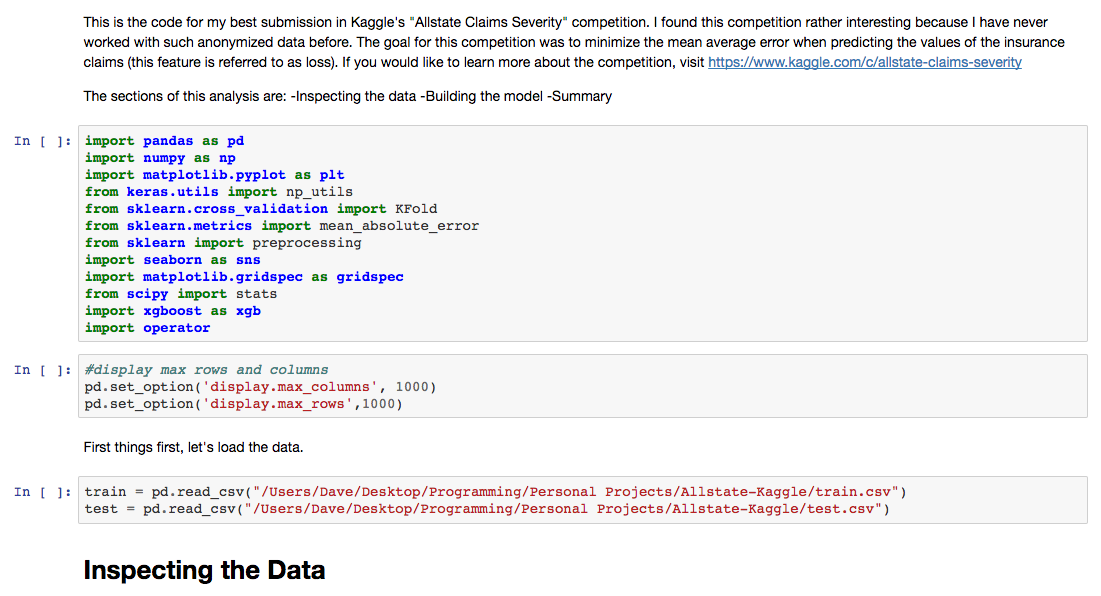 This is the code for my best submission in Kaggle's "Allstate Claims Severity" competition. I found this competition rather interesting because I have never
worked with such anonymized data before. The goal for this competition was to minimize the mean average error when predicting the values of the insurance
claims (this feature is referred to as loss). If you would like to learn more about the competition, visit https://www.kaggle.com/c/allstate-claims-severity
The sections of this analysis are: -Inspecting the data -Building the model -Summary
In [ ]: import pandas as pd
import numpy as np
import matplotlib.pyplot as plt
from keras.utils import np_utils
from sklearn.cross_validation import KFold
from sklearn.metrics import mean_absolute_error
from sklearn import preprocessing
import seaborn as sns
import matplotlib.gridspec as gridspec
from scipy import stats
import xgboost as xgb
import operator
In [ ]: #display max rows and columns
pd.set_option('display.max_columns', 1000)
pd.set_option('display.max_rows',1000)
First things first, let's load the data.
In [ ]: train = pd.read_csv("/Users/Dave/Desktop/Programming/Personal Projects/Allstate-Kaggle/train.csv")
test = pd.read_csv("/Users/Dave/Desktop/Programming/Personal Projects/Allstate-Kaggle/test.csv")
Inspecting the Data